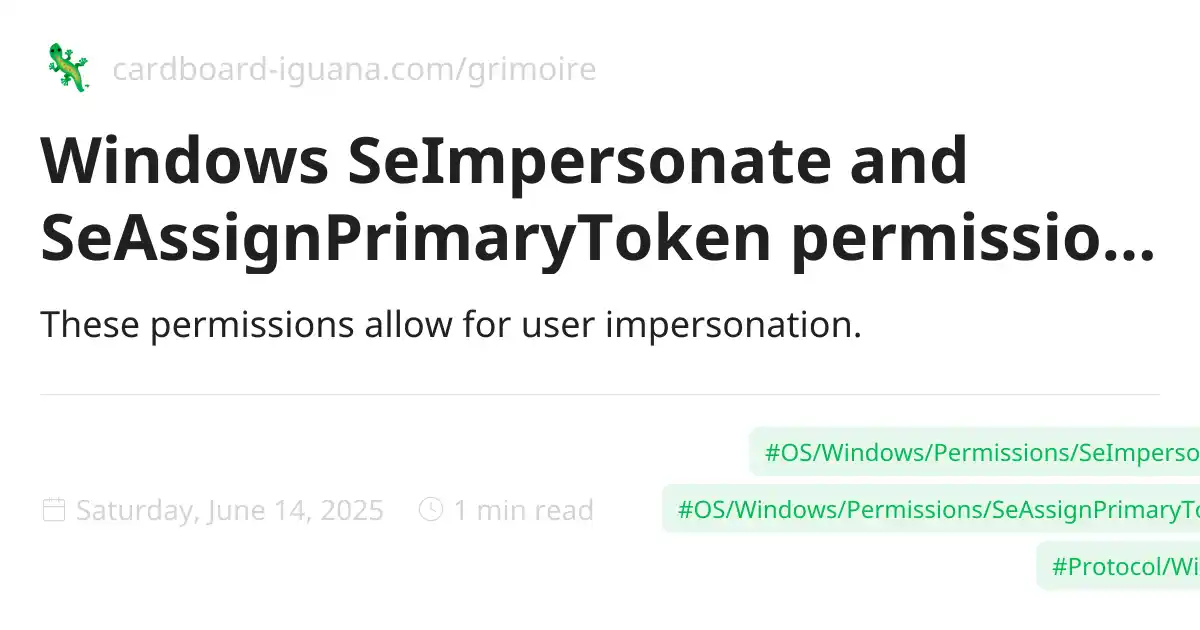 cardboard-iguana.com/grimoire
Windows SeImpersonate and
SeAssignPrimaryToken permissio...
These permissions allow for user impersonation.
#OS/Windows/Permissions/SeImperso
Saturday, June 14, 2025
1 min read
#OS/Windows/Permissions/SeAssignPrimaryTo
#Protocol/Wi